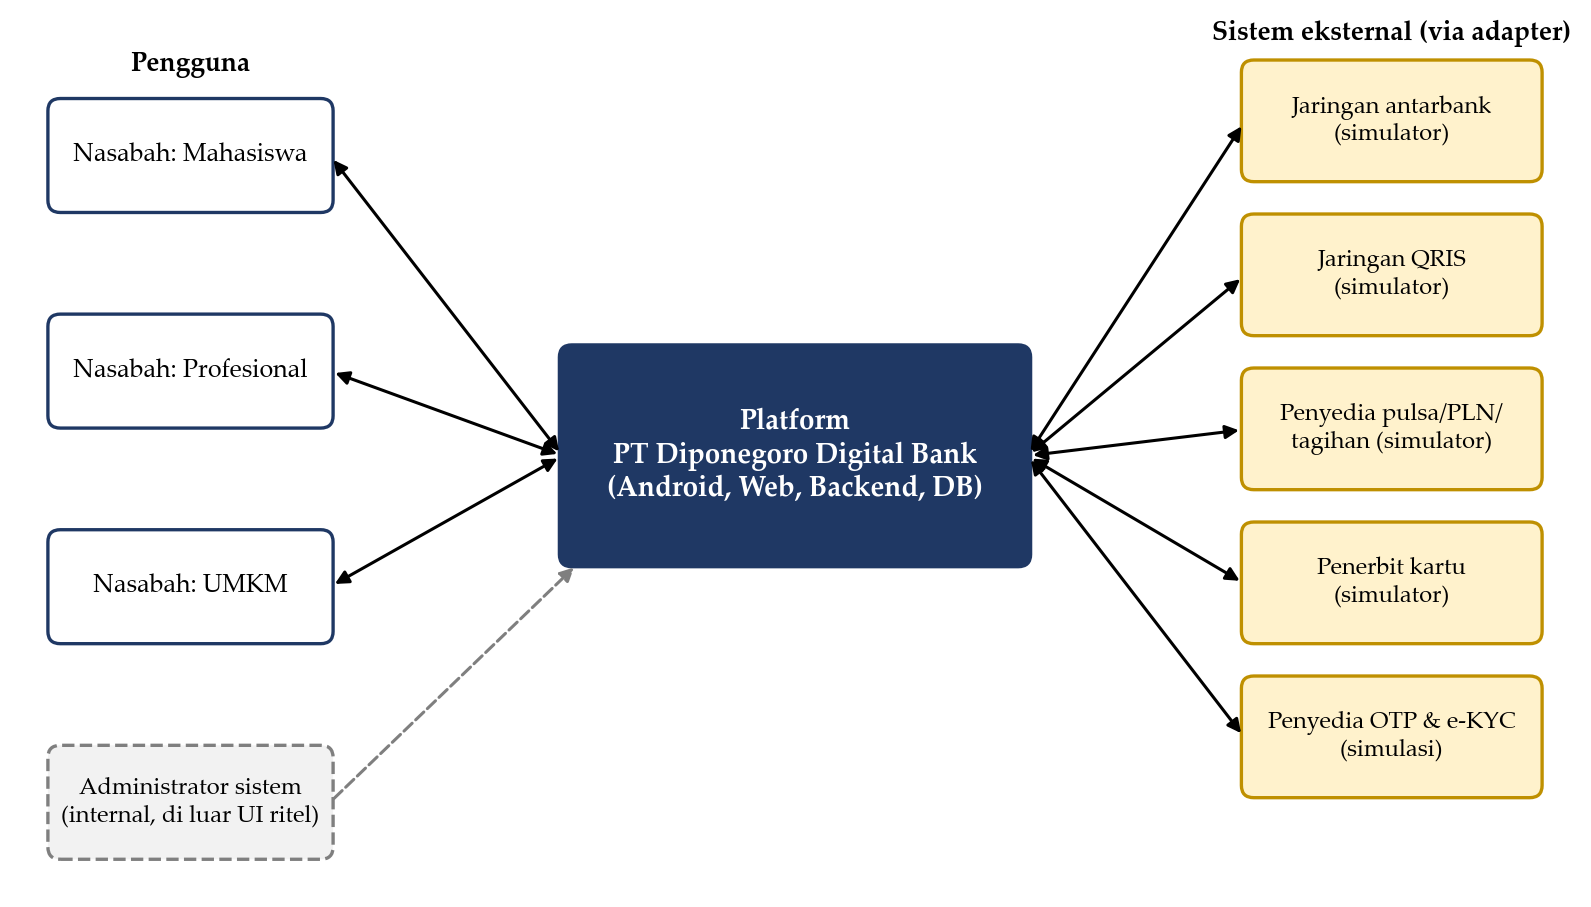 Pengguna
Nasabah: Mahasiswa
Nasabah: Profesional
Nasabah: UMKM
Administrator sistem
(internal, di luar UI ritel)
Platform
PT Diponegoro Digital Bank
(Android, Web, Backend, DB)
Sistem eksternal (via adapter)
Jaringan antarbank
(simulator)
Jaringan QRIS
(simulator)
Penyedia pulsa/PLN/
tagihan (simulator)
Penerbit kartu
(simulator)
Penyedia OTP & e-KYC
(simulasi)